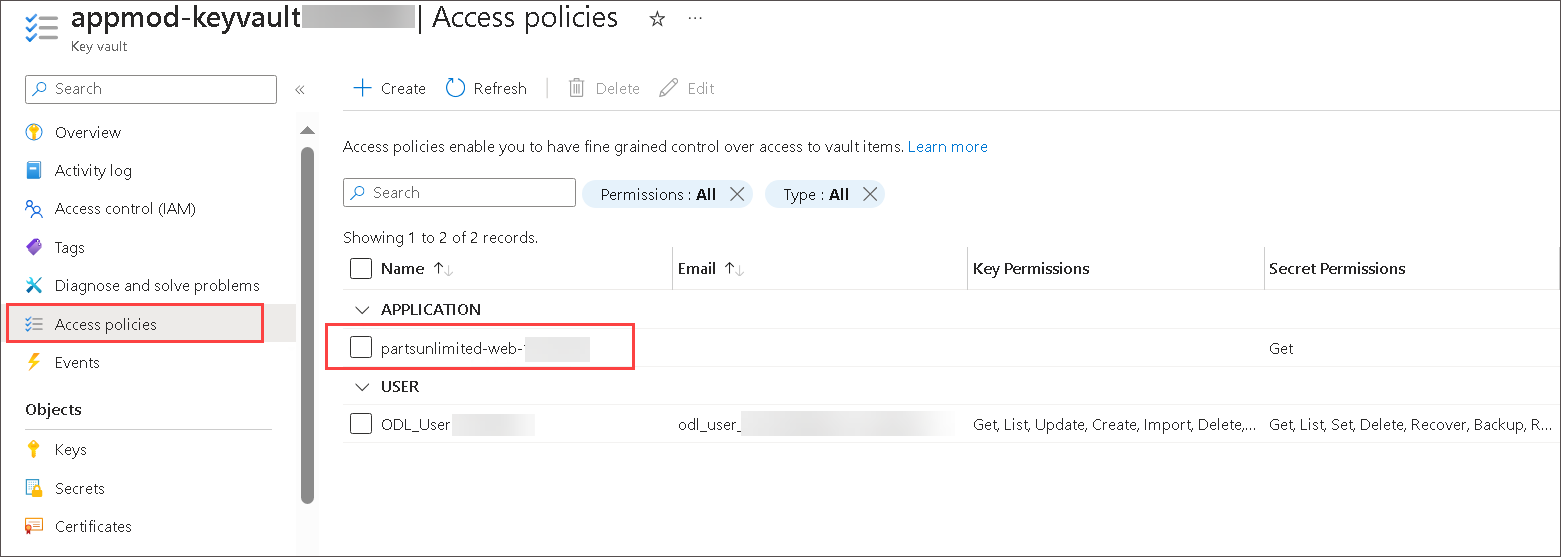 appmod-keyvault | Access policies
Key vault
Search
Overview
Activity log
Access control (IAM)
Tags
Diagnose and solve problems
Access policies
Events
Objects
Keys
Secrets
Certificates
Create Refresh Delete Edit
Access policies enable you to have fine grained control over access to vault items. Learn more
Search Permissions : All Type : All
Showing 1 to 2 of 2 records.
Name Email Key Permissions Secret Permissions
APPLICATION
partsunlimited-web- Get
USER
ODL_User odl_user_ Get, List, Update, Create, Import, Delete,... Get, List, Set, Delete, Recover, Backup, R...